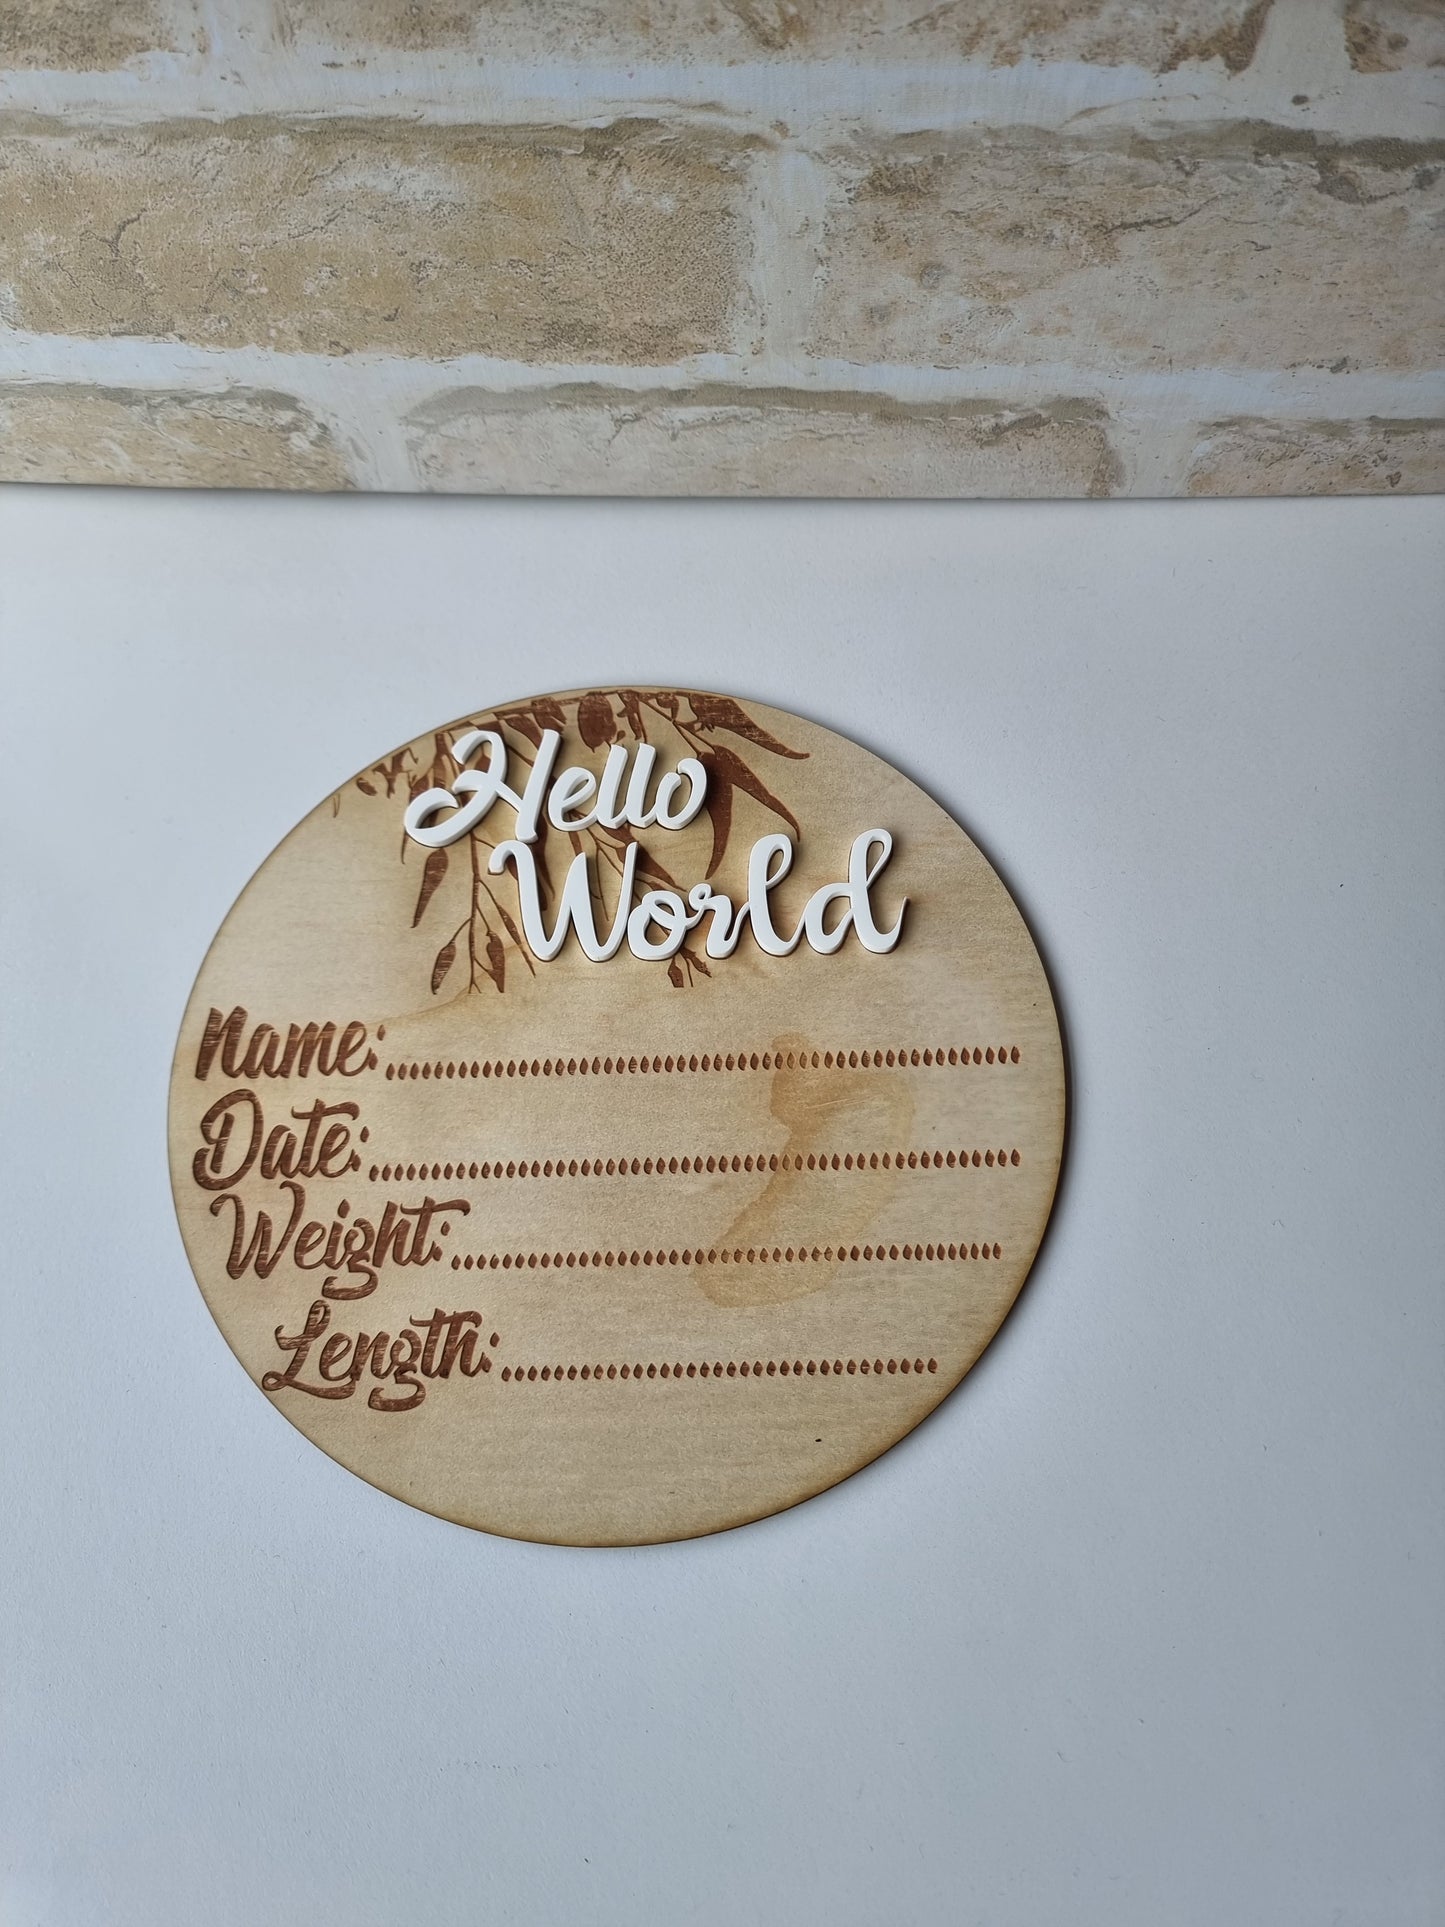 Hello
World
Name:........................................................
Date:.........................................................
Weight:................................................
Length:.....................................